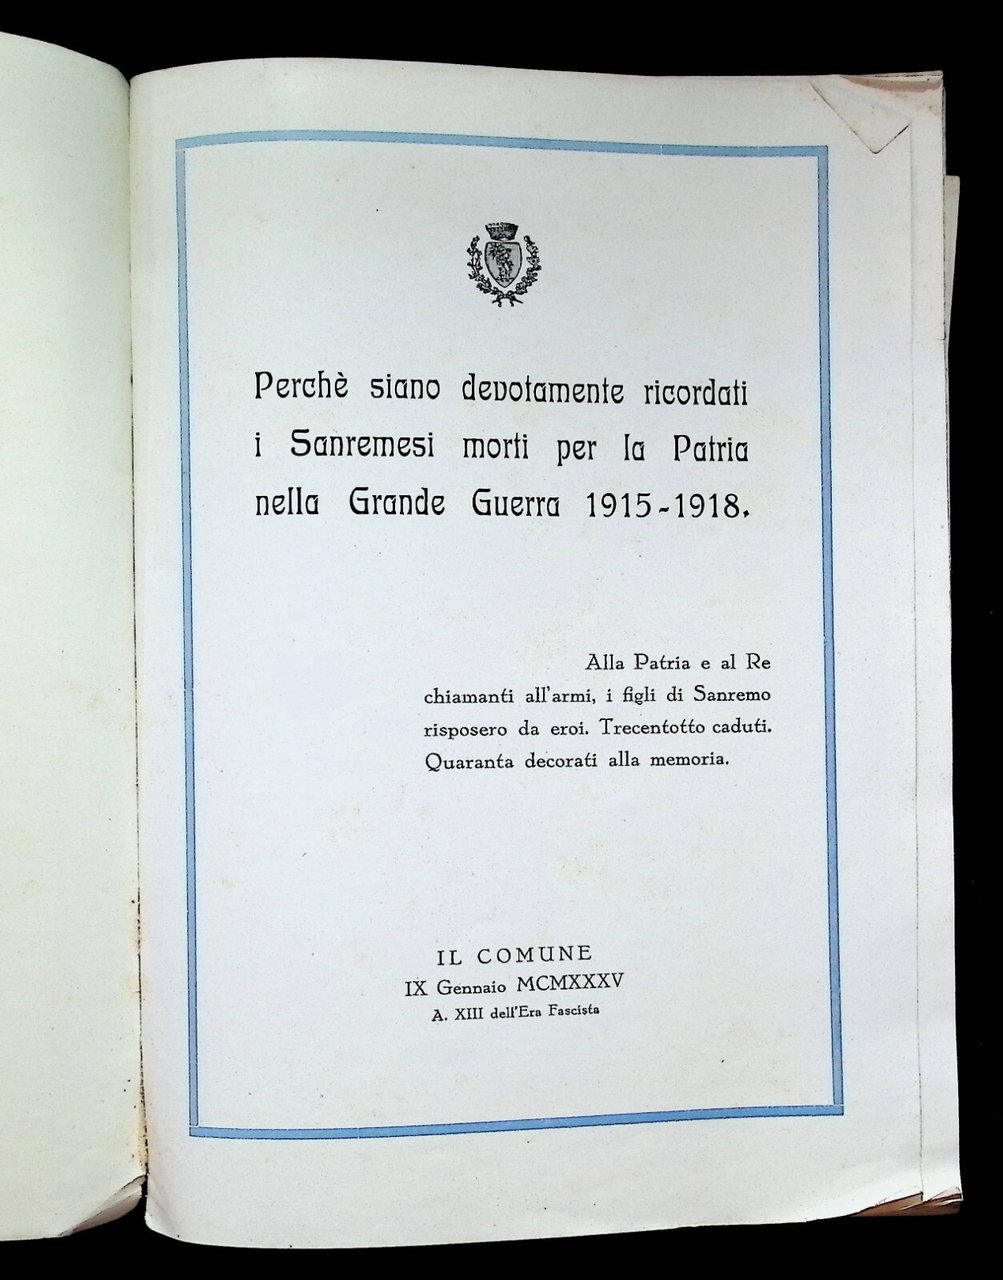 Perchè siano devotamente ricordati
i Sanremesi morti per la Patria
nella Grande Guerra 1915-1918.
Alla Patria e al Re
chiamanti all'armi, i figli di Sanremo
risposero da eroi. Trecentotto caduti.
Quaranta decorati alla memoria.
IL COMUNE
IX Gennaio MCMXXXV
A. XIII dell'Era Fascista